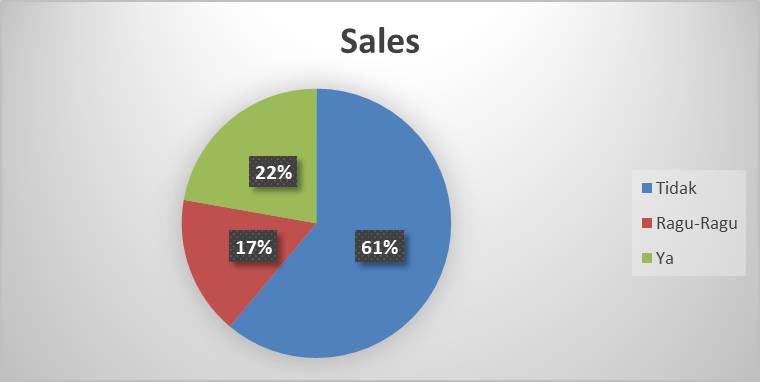 Sales
22%
17%
61%
Tidak
Ragu-Ragu
Ya